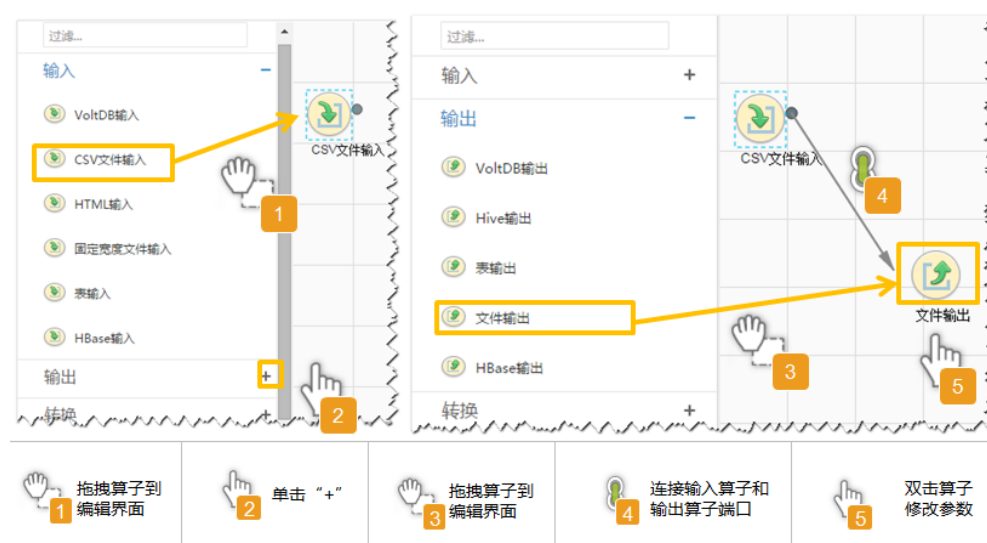 过滤...
输入
VoltDB输入
CSV文件输入
HTML输入
固定宽度文件输入
表输入
HBase输入
输出
+
转换
+
CSV文件输入
1
2
过滤...
输入
+
输出
VoltDB输出
Hive输出
表输出
文件输出
HBase输出
转换
+
CSV文件输入
4
文件输出
3
5
1
拖拽算子到
编辑界面
2
单击“+”
3
拖拽算子到
编辑界面
4
连接输入算子和
输出算子端口
5
双击算子
修改参数